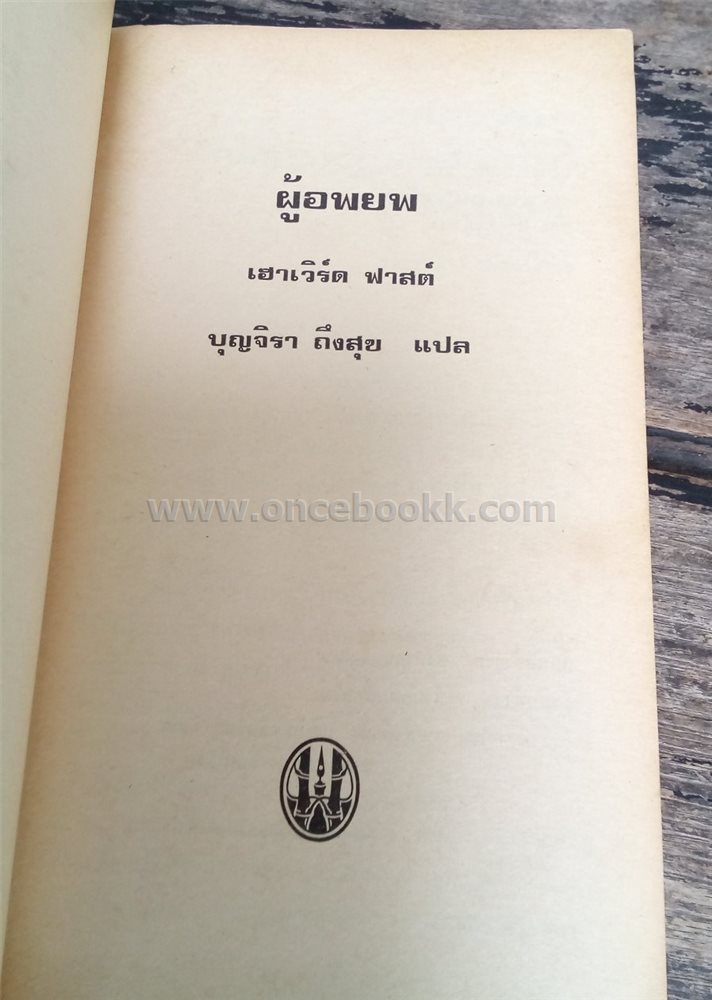 ผู้อพยพ
เฮาเวิร์ด ฟาสต์
บุญจิรา ถึงสุข แปล
www.oncebookk.com